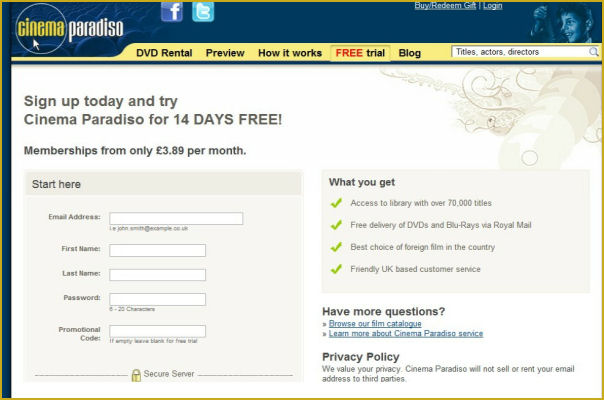 Buy/Redeem Gift | Login
cinema paradiso
DVD Rental Preview How it works FREE trial Blog
Titles, actors, directors
Sign up today and try
Cinema Paradiso for 14 DAYS FREE!
Memberships from only £3.89 per month.
Start here
Email Address:
i.e john.smith@example.co.uk
First Name:
Last Name:
Password:
6 - 20 Characters
Promotional
Code:
If empty leave blank for free trial
Secure Server
What you get
Access to library with over 70,000 titles
Free delivery of DVDs and Blu-Rays via Royal Mail
Best choice of foreign film in the country
Friendly UK based customer service
Have more questions?
» Browse our film catalogue
» Learn more about Cinema Paradiso service
Privacy Policy
We value your privacy. Cinema Paradiso will not sell or rent your email
address to third parties.